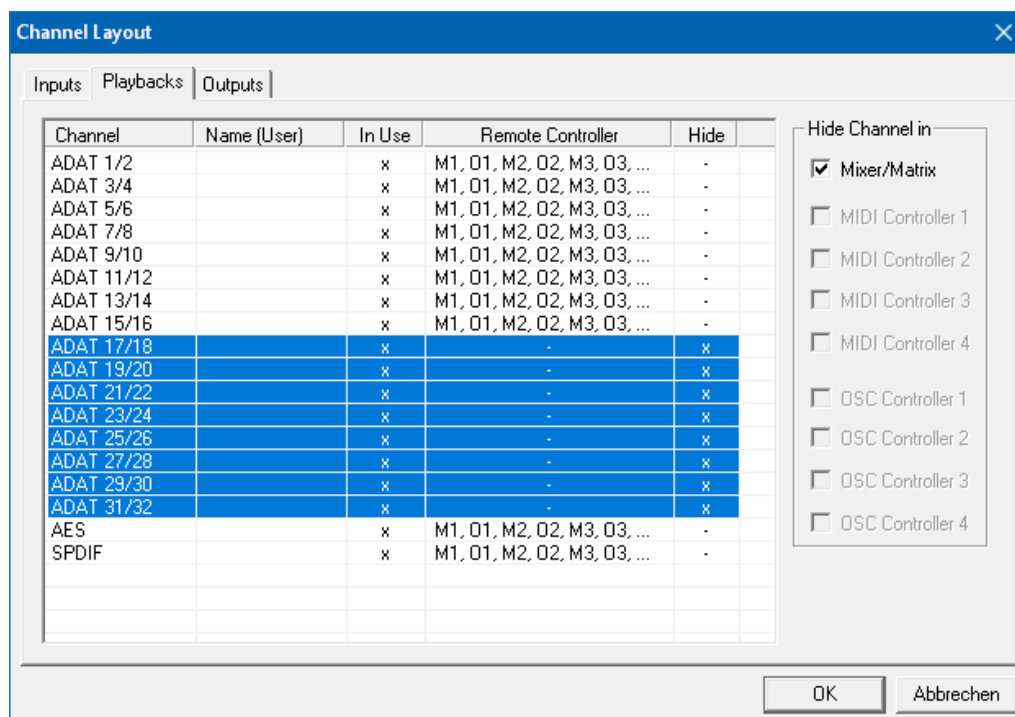 Channel Layout
Inputs Playbacks Outputs
Channel Name (User) In Use Remote Controller Hide
ADAT 1/2 x M1, O1, M2, O2, M3, O3, ... -
ADAT 3/4 x M1, O1, M2, O2, M3, O3, ... -
ADAT 5/6 x M1, O1, M2, O2, M3, O3, ... -
ADAT 7/8 x M1, O1, M2, O2, M3, O3, ... -
ADAT 9/10 x M1, O1, M2, O2, M3, O3, ... -
ADAT 11/12 x M1, O1, M2, O2, M3, O3, ... -
ADAT 13/14 x M1, O1, M2, O2, M3, O3, ... -
ADAT 15/16 x M1, O1, M2, O2, M3, O3, ... -
ADAT 17/18 x - x
ADAT 19/20 x - x
ADAT 21/22 x - x
ADAT 23/24 x - x
ADAT 25/26 x - x
ADAT 27/28 x - x
ADAT 29/30 x - x
ADAT 31/32 x - x
AES x M1, O1, M2, O2, M3, O3, ... -
SPDIF x M1, O1, M2, O2, M3, O3, ... -
Hide Channel in
Mixer/Matrix
MIDI Controller 1
MIDI Controller 2
MIDI Controller 3
MIDI Controller 4
OSC Controller 1
OSC Controller 2
OSC Controller 3
OSC Controller 4
OK Abbrechen